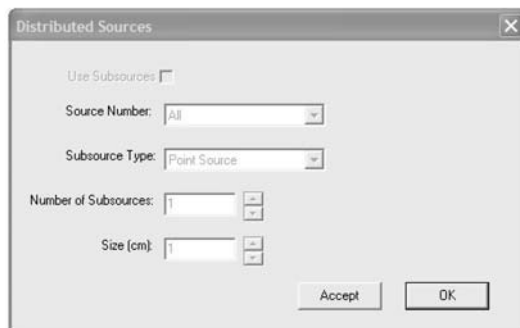 Distributed Sources
Use Subsources
Source Number: All
Subsource Type: Point Source
Number of Subsources: 1
Size (cm): 1
Accept OK